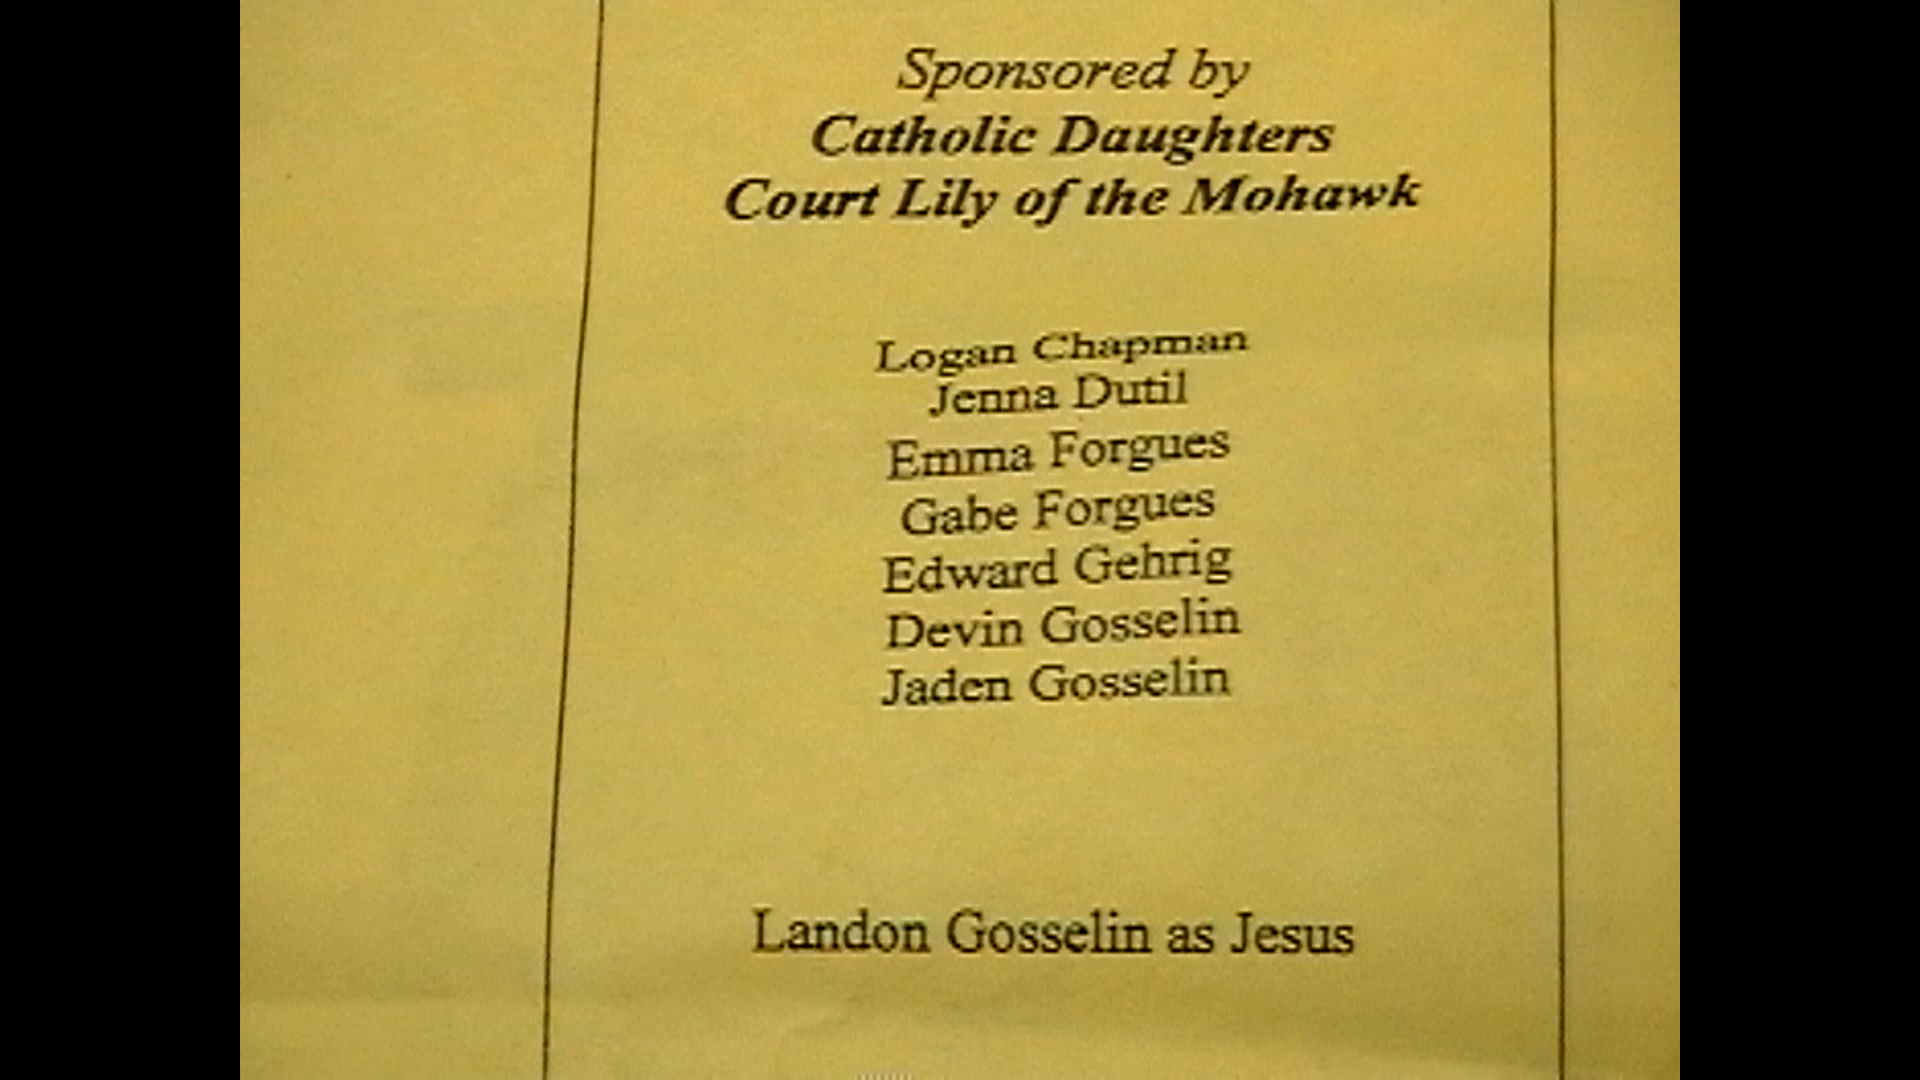 Sponsored by
Catholic Daughters
Court Lily of the Mohawk
Logan Chapman
Jenna Dutil
Emma Forgues
Gabe Forgues
Edward Gehrig
Devin Gosselin
Jaden Gosselin
Landon Gosselin as Jesus